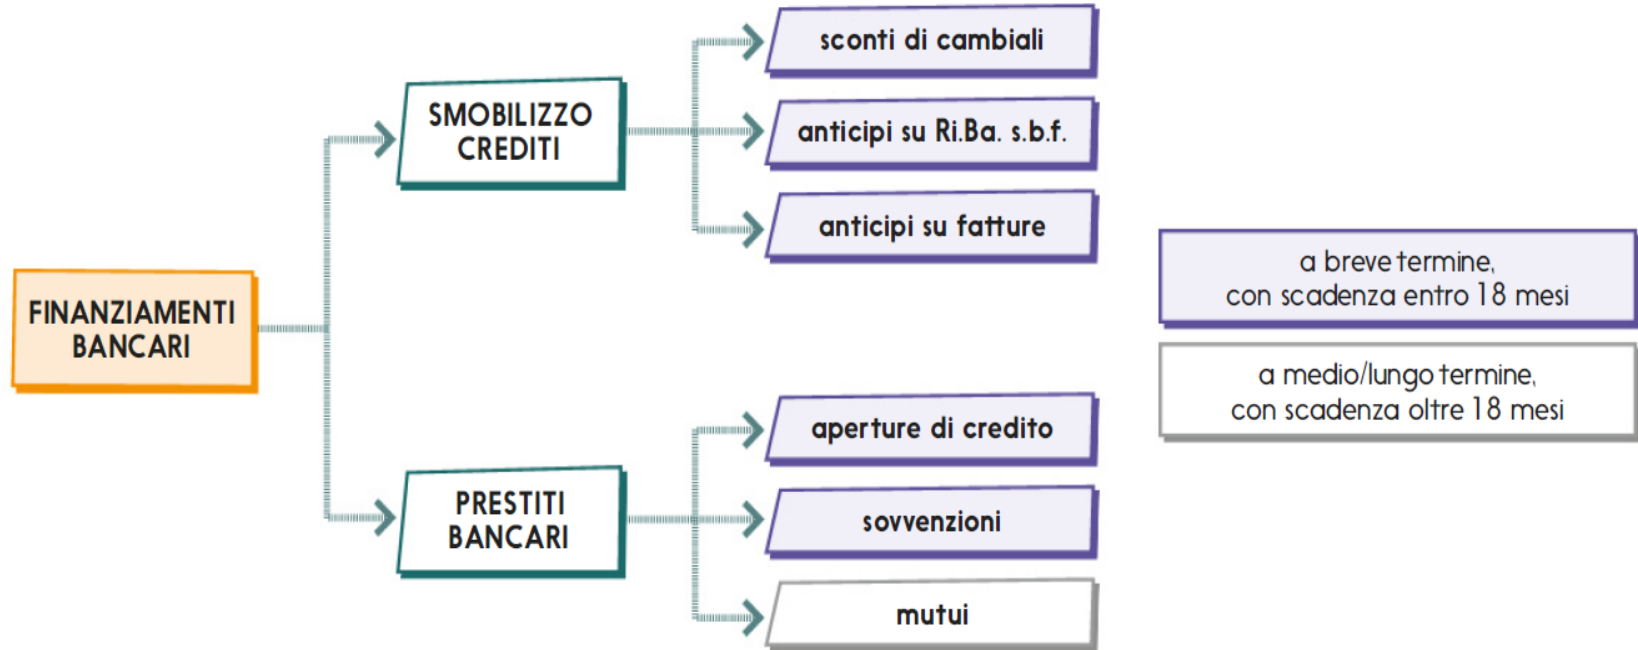 FINANZIAMENTI
BANCARI
SMOBILIZZO
CREDITI
sconti di cambiali
anticipi su Ri.Ba. s.b.f.
anticipi su fatture
PRESTITI
BANCARI
aperture di credito
sovvenzioni
mutui
a breve termine,
con scadenza entro 18 mesi
a medio/lungo termine,
con scadenza oltre 18 mesi